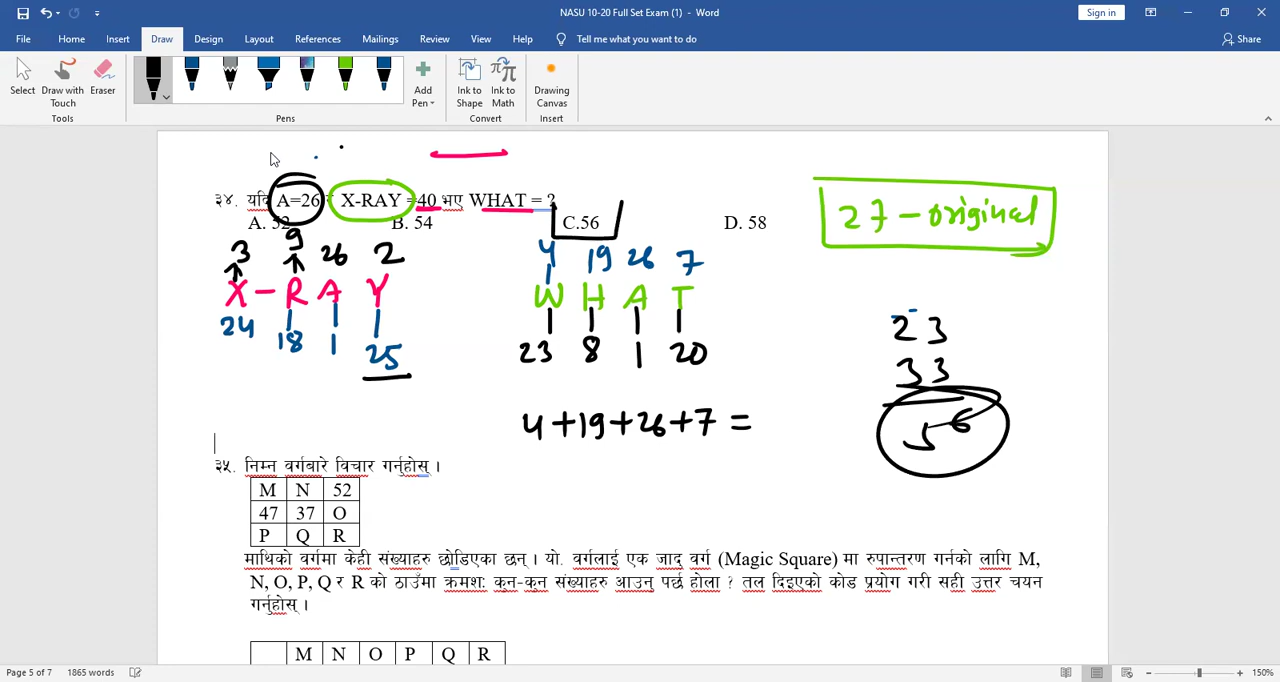 NASU 10-20 Full Set Exam (1) - Word
Sign in
File Home Insert Draw Design Layout References Mailings Review View Help Tell me what you want to do
Share
Select Draw with Touch Eraser
Add Pen
Ink to Shape Ink to Math Drawing Canvas
Tools Pens Convert Insert
३४. यदि A=26 र X-RAY =40 भए WHAT = ?
A. 52 B. 54 C.56 D. 58
27 - original
3 9 26 2
X - R A Y
24 18 1 25
4 19 26 7
W H A T
23 8 1 20
4+19+26+7 =
23
33
56
३५. निम्न वर्गबारे विचार गर्नुहोस् ।
M N 52
47 37 O
P Q R
माथिको वर्गमा केही संख्याहरु छोडिएका छन् । यो. वर्गलाई एक जादू वर्ग (Magic Square) मा रुपान्तरण गर्नको लागि M,
N, O, P, Q र R को ठाउँमा क्रमश: कुन-कुन संख्याहरु आउनु पर्छ होला ? तल दिइएको कोड प्रयोग गरी सही उत्तर चयन
गर्नुहोस् ।
M N O P Q R
Page 5 of 7 1865 words 150%